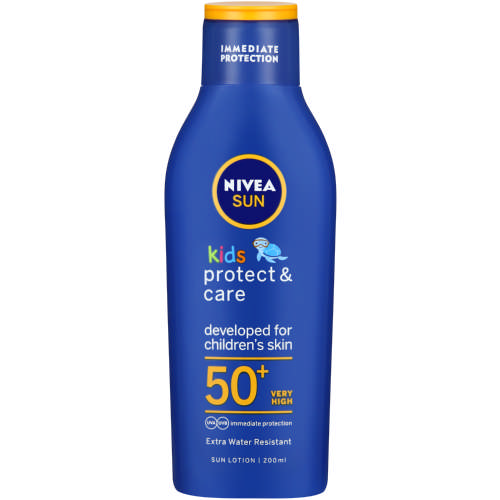 IMMEDIATE
PROTECTION
NIVEA
SUN
kids
protect &
care
developed for
children's skin
50+ VERY
HIGH
UVA UVB immediate protection
Extra Water Resistant
SUN LOTION | 200ml